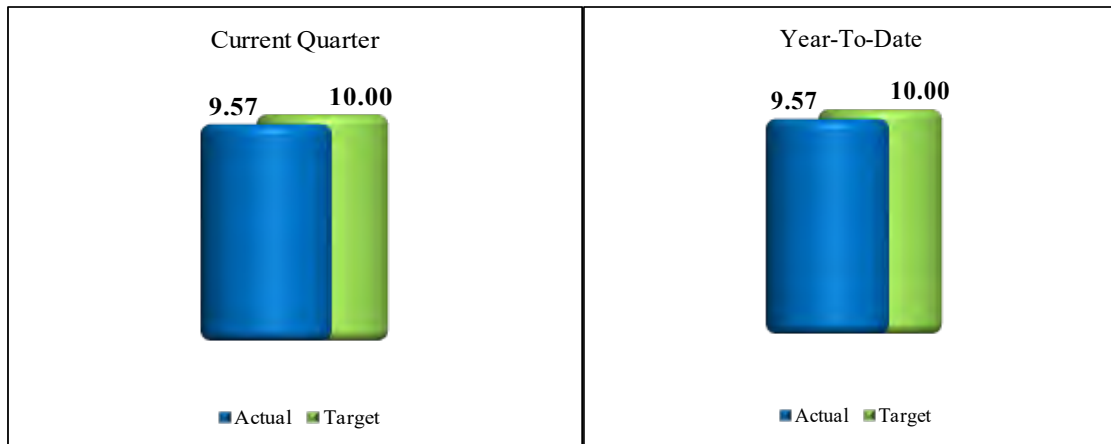 Current Quarter
9.57
10.00
Actual Target
Year-To-Date
9.57
10.00
Actual Target